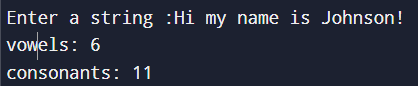 Enter a string :Hi my name is Johnson!
vowels: 6
consonants: 11